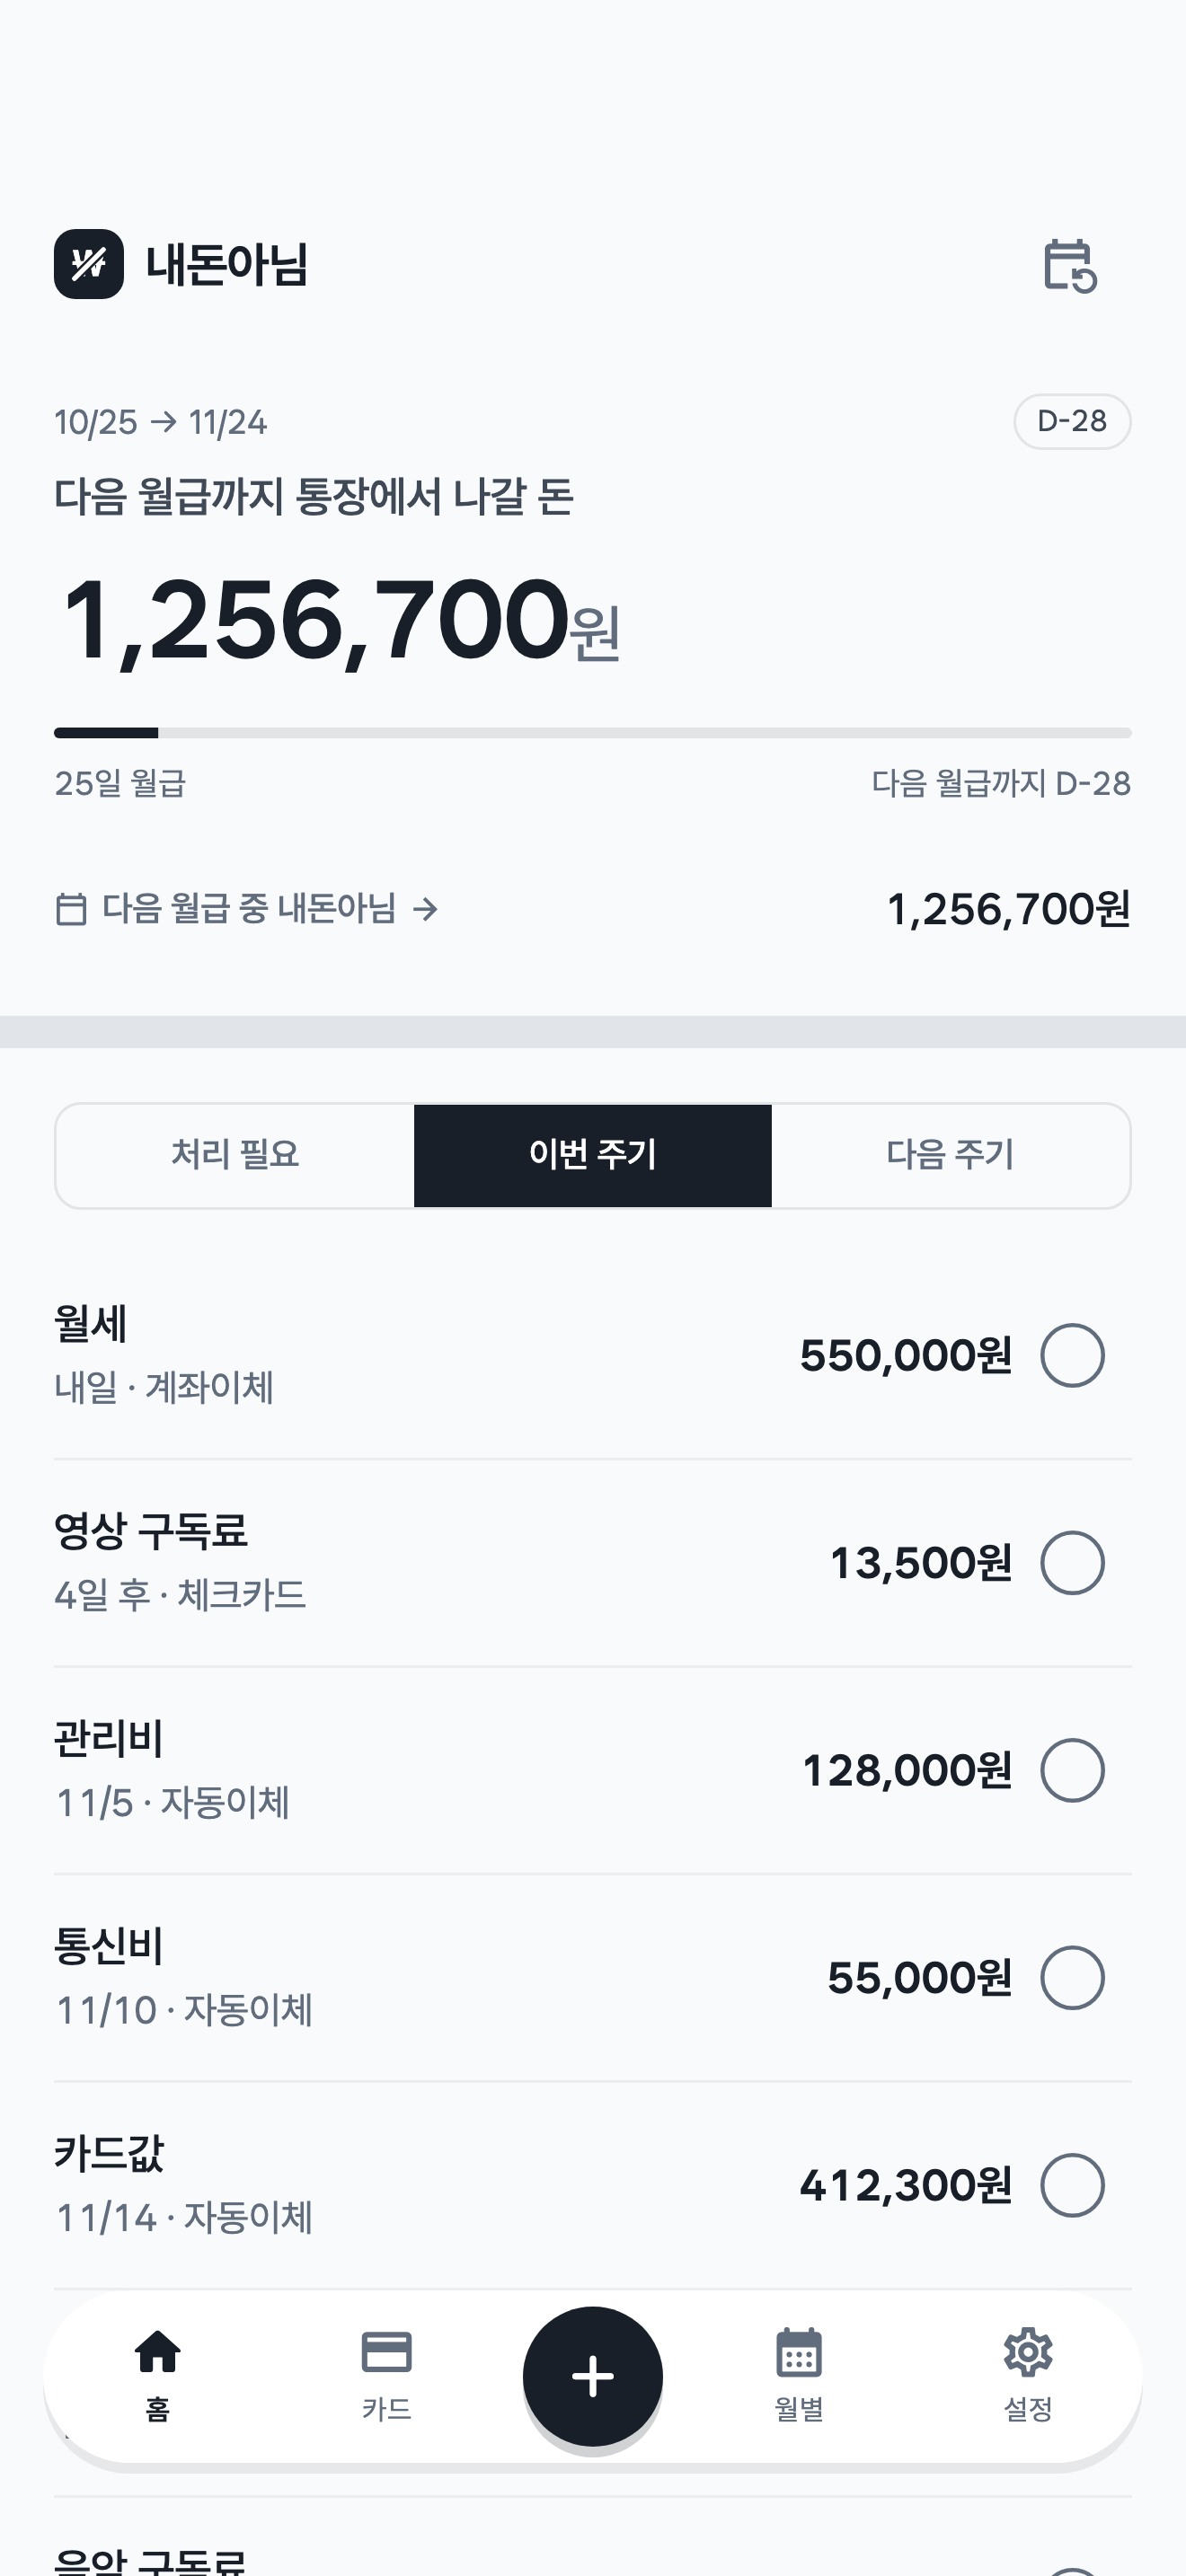 내돈아님
10/25 → 11/24
D-28
다음 월급까지 통장에서 나갈 돈
1,256,700원
25일 월급
다음 월급까지 D-28
다음 월급 중 내돈아님 →
1,256,700원
처리 필요
이번 주기
다음 주기
월세
550,000원
내일 · 계좌이체
영상 구독료
13,500원
4일 후 · 체크카드
관리비
128,000원
11/5 · 자동이체
통신비
55,000원
11/10 · 자동이체
카드값
412,300원
11/14 · 자동이체
홈
카드
월별
설정
음악 구독료